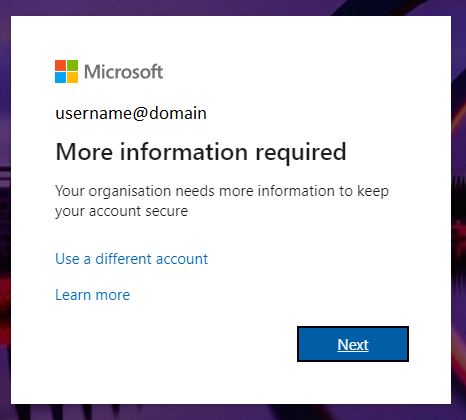 Microsoft
username@domain
More information required
Your organisation needs more information to keep
your account secure
Use a different account
Learn more
Next